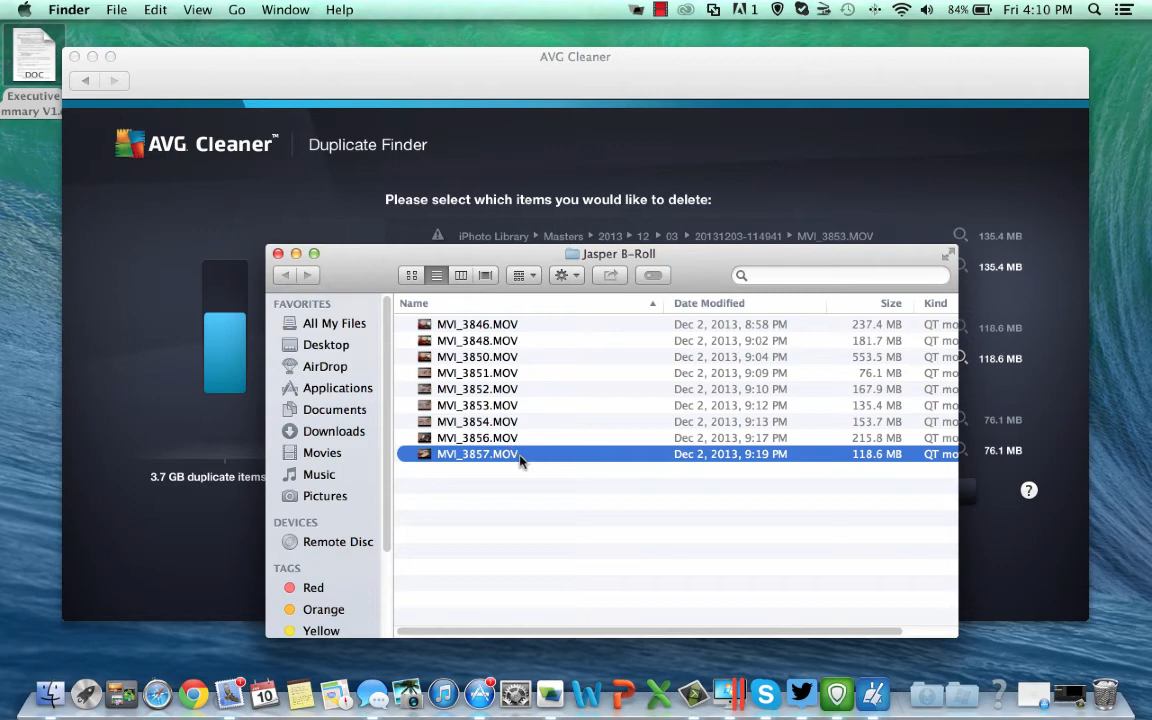 Finder File Edit View Go Window Help 1 84% Fri 4:10 PM
DOC
Executive
mmary V1.
AVG Cleaner
AVG Cleaner™ Duplicate Finder
Please select which items you would like to delete:
iPhoto Library Masters 2013 12 03 20131203-114941 MVI_3853.MOV 135.4 MB
135.4 MB
118.6 MB
118.6 MB
76.1 MB
76.1 MB
3.7 GB duplicate items
?
Jasper B-Roll
FAVORITES
All My Files
Desktop
AirDrop
Applications
Documents
Downloads
Movies
Music
Pictures
DEVICES
Remote Disc
TAGS
Red
Orange
Yellow
Name Date Modified Size Kind
MVI_3846.MOV Dec 2, 2013, 8:58 PM 237.4 MB QT mo
MVI_3848.MOV Dec 2, 2013, 9:02 PM 181.7 MB QT mo
MVI_3850.MOV Dec 2, 2013, 9:04 PM 553.5 MB QT mo
MVI_3851.MOV Dec 2, 2013, 9:09 PM 76.1 MB QT mo
MVI_3852.MOV Dec 2, 2013, 9:10 PM 167.9 MB QT mo
MVI_3853.MOV Dec 2, 2013, 9:12 PM 135.4 MB QT mo
MVI_3854.MOV Dec 2, 2013, 9:13 PM 153.7 MB QT mo
MVI_3856.MOV Dec 2, 2013, 9:17 PM 215.8 MB QT mo
MVI_3857.MOV Dec 2, 2013, 9:19 PM 118.6 MB QT mo
10